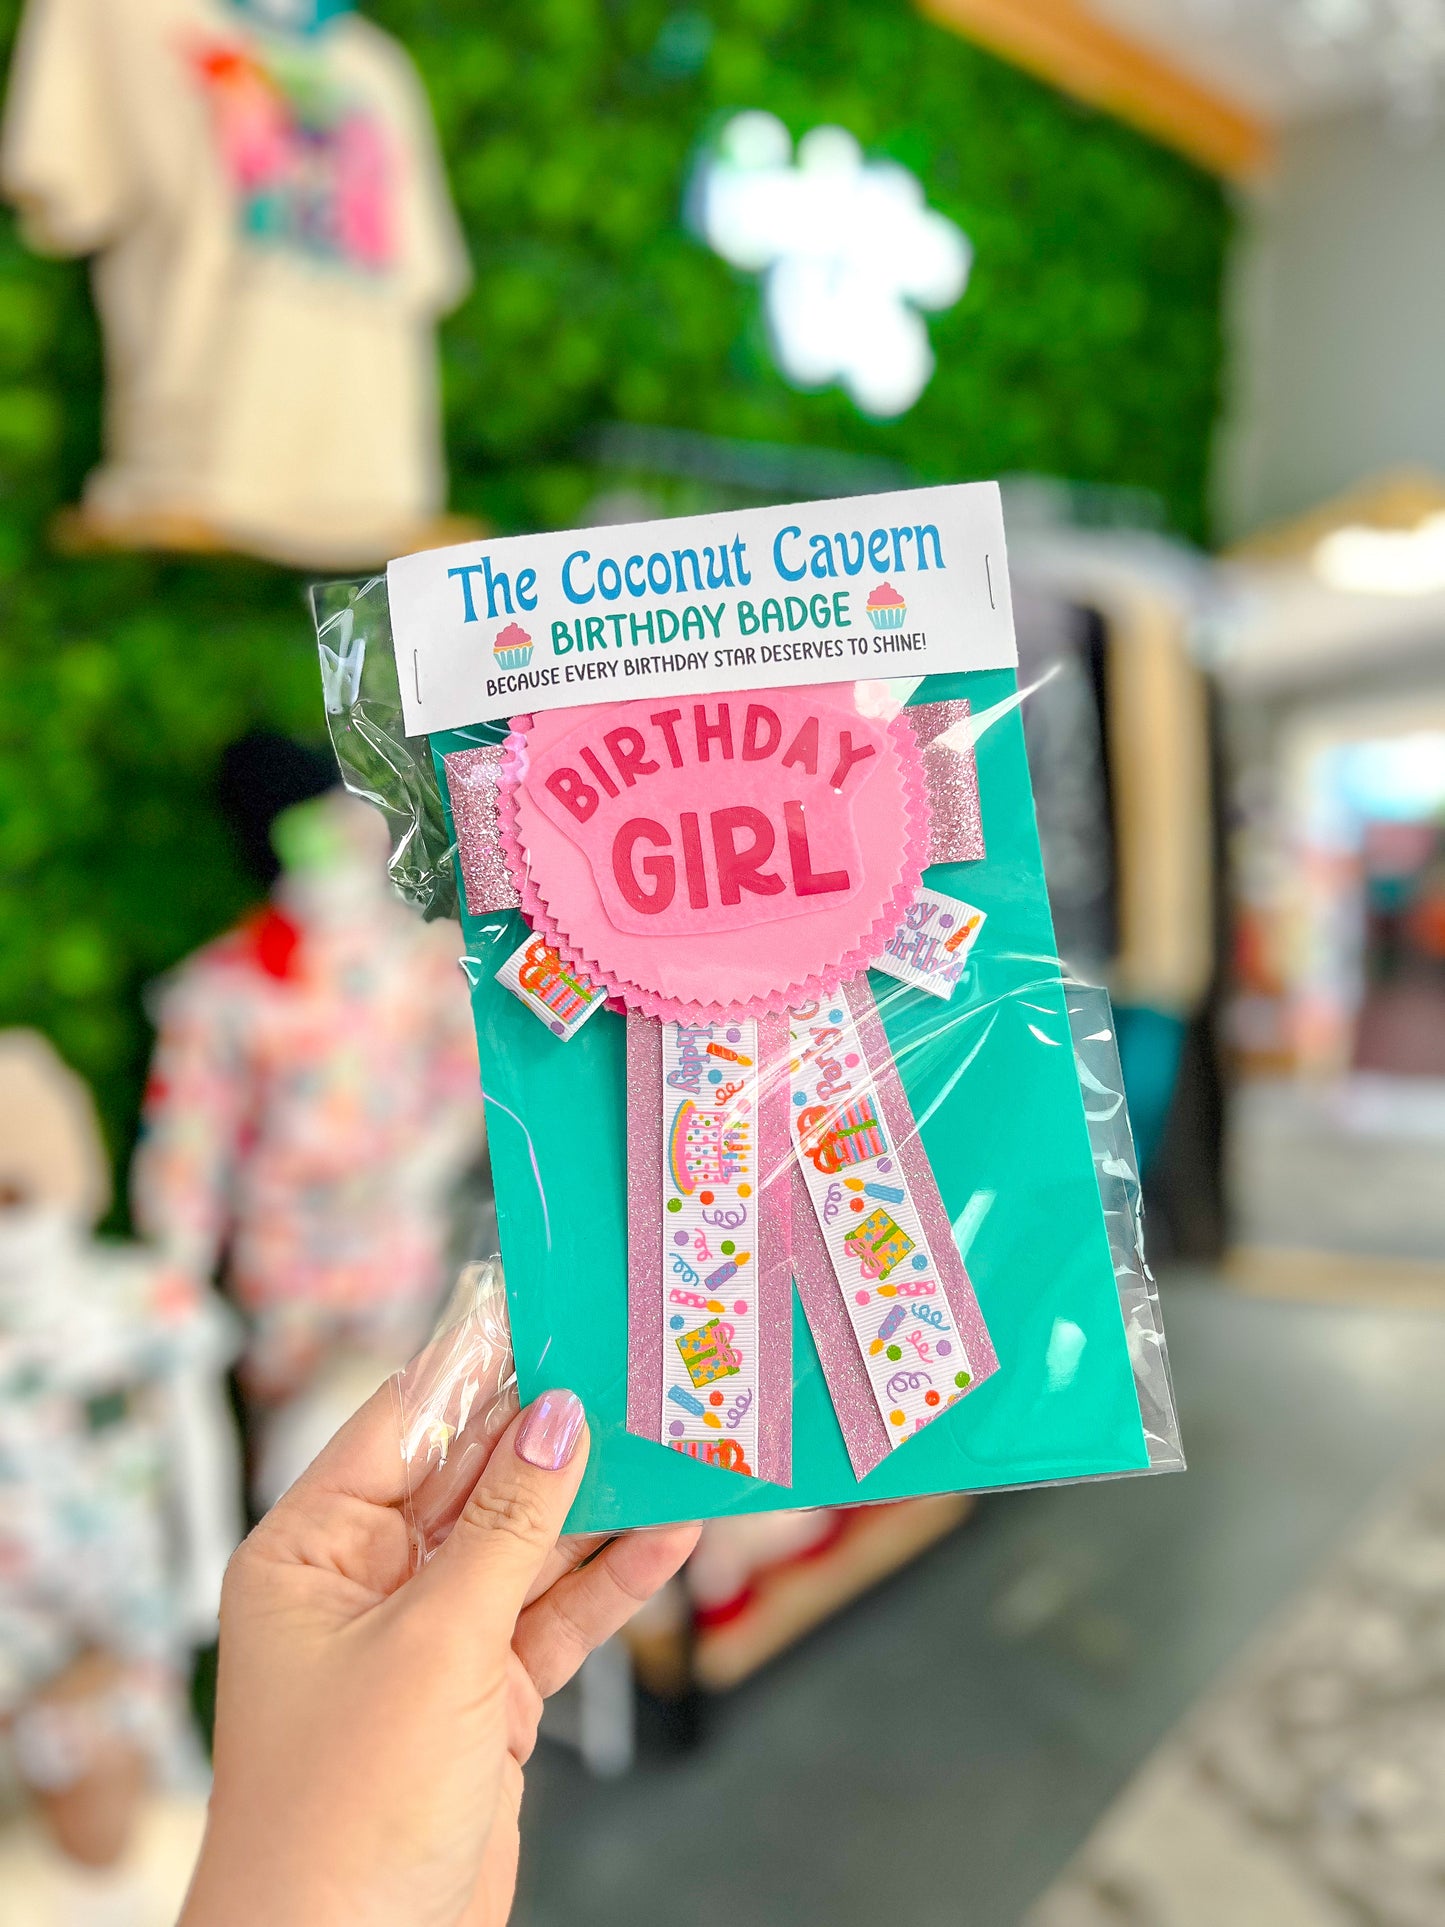 The Coconut Cavern
BIRTHDAY BADGE
BECAUSE EVERY BIRTHDAY STAR DESERVES TO SHINE!
BIRTHDAY
GIRL